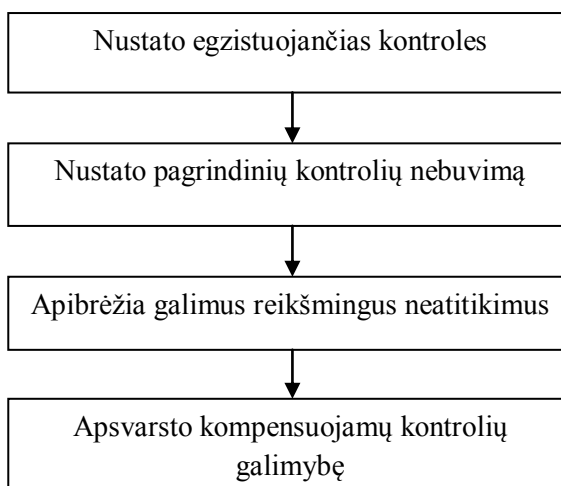 Nustato egzistuojančias kontroles
Nustato pagrindinių kontrolių nebuvimą
Apibrėžia galimus reikšmingus neatitikimus
Apsvarsto kompensuojamų kontrolių
galimybę